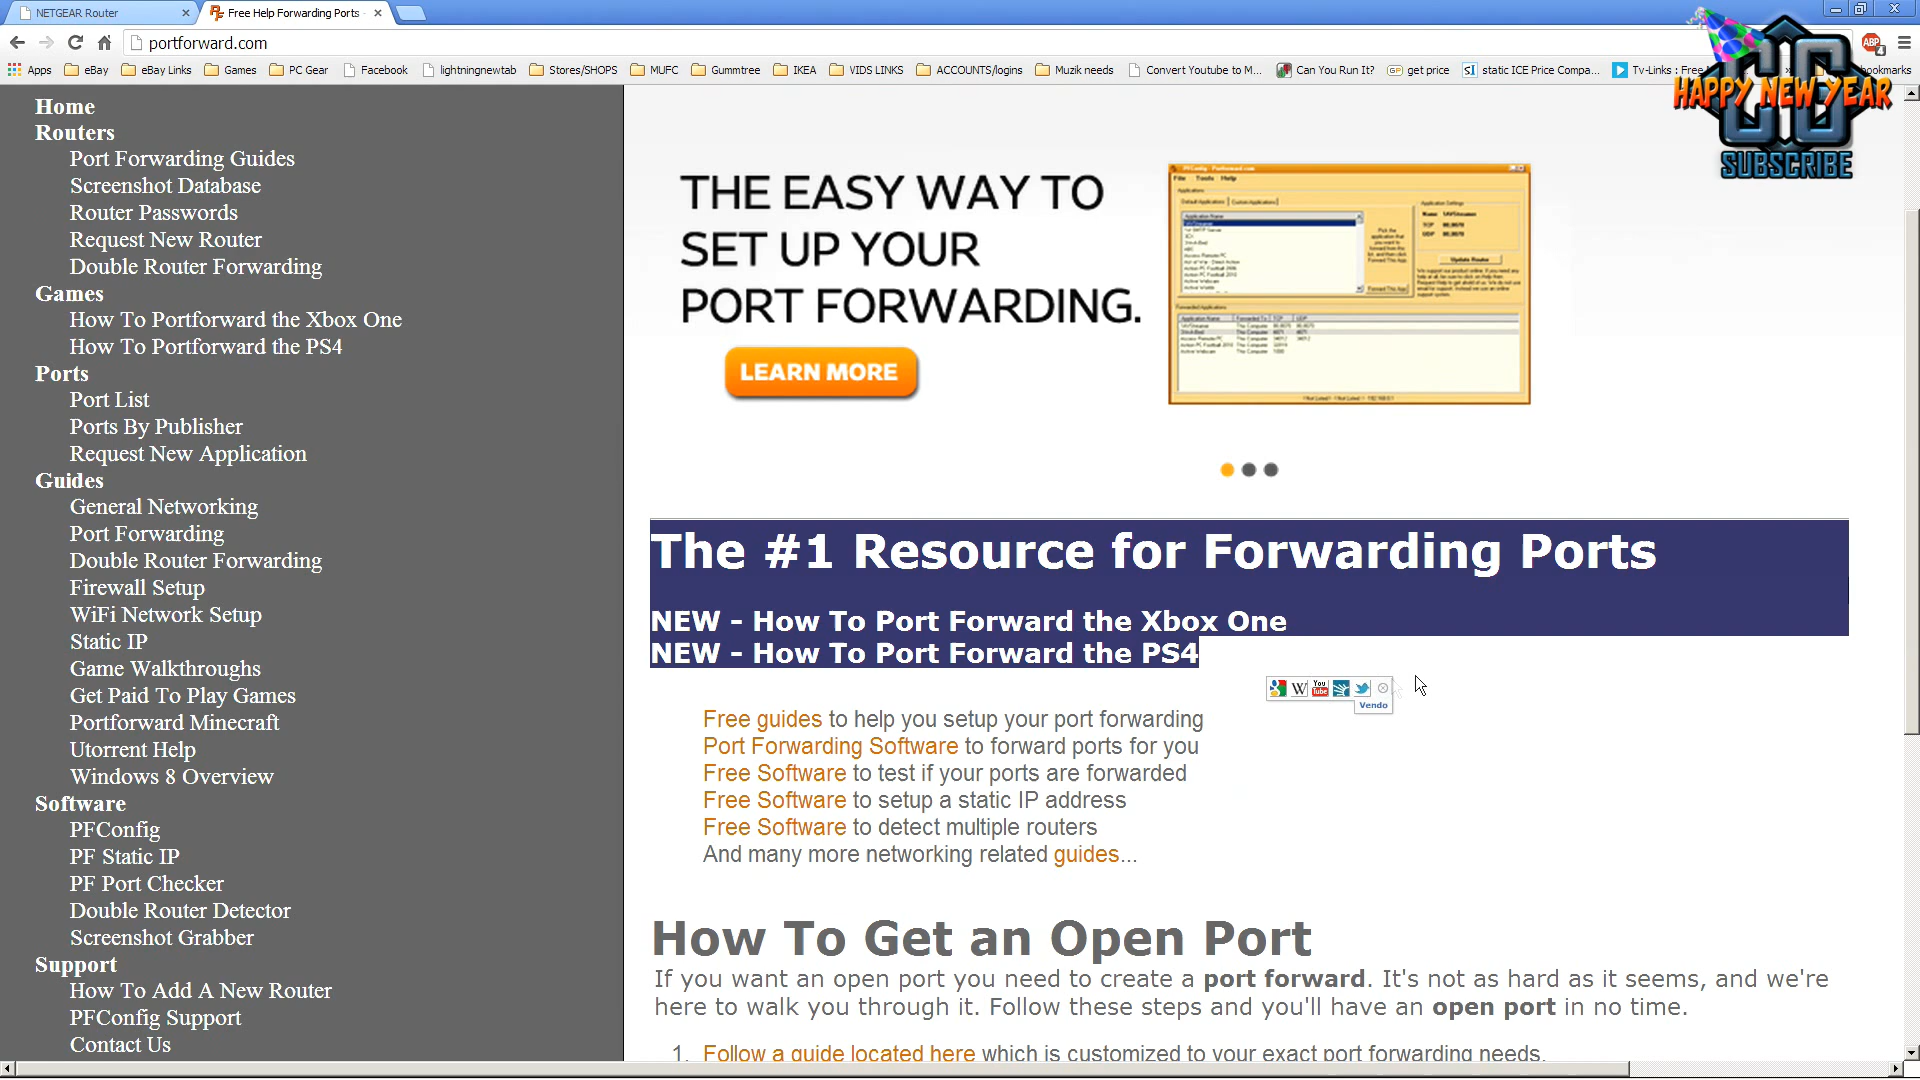 NETGEAR Router
Free Help Forwarding Ports -
portforward.com
Apps eBay eBay Links Games PC Gear Facebook lightningnewtab Stores/SHOPS MUFC Gummtree IKEA VIDS LINKS ACCOUNTS/logins Muzik needs Convert Youtube to M... Can You Run It? get price static ICE Price Compa... Tv-Links : Free
ABP
4
HAPPY NEW YEAR
SUBSCRIBE
Home
Routers
Port Forwarding Guides
Screenshot Database
Router Passwords
Request New Router
Double Router Forwarding
Games
How To Portforward the Xbox One
How To Portforward the PS4
Ports
Port List
Ports By Publisher
Request New Application
Guides
General Networking
Port Forwarding
Double Router Forwarding
Firewall Setup
WiFi Network Setup
Static IP
Game Walkthroughs
Get Paid To Play Games
Portforward Minecraft
Utorrent Help
Windows 8 Overview
Software
PFConfig
PF Static IP
PF Port Checker
Double Router Detector
Screenshot Grabber
Support
How To Add A New Router
PFConfig Support
Contact Us
THE EASY WAY TO
SET UP YOUR
PORT FORWARDING.
LEARN MORE
File Tools Help
Update Router
The #1 Resource for Forwarding Ports
NEW - How To Port Forward the Xbox One
NEW - How To Port Forward the PS4
W You Tube
Vendo
Free guides to help you setup your port forwarding
Port Forwarding Software to forward ports for you
Free Software to test if your ports are forwarded
Free Software to setup a static IP address
Free Software to detect multiple routers
And many more networking related guides...
How To Get an Open Port
If you want an open port you need to create a port forward. It's not as hard as it seems, and we're
here to walk you through it. Follow these steps and you'll have an open port in no time.
1. Follow a guide located here which is customized to your exact port forwarding needs.